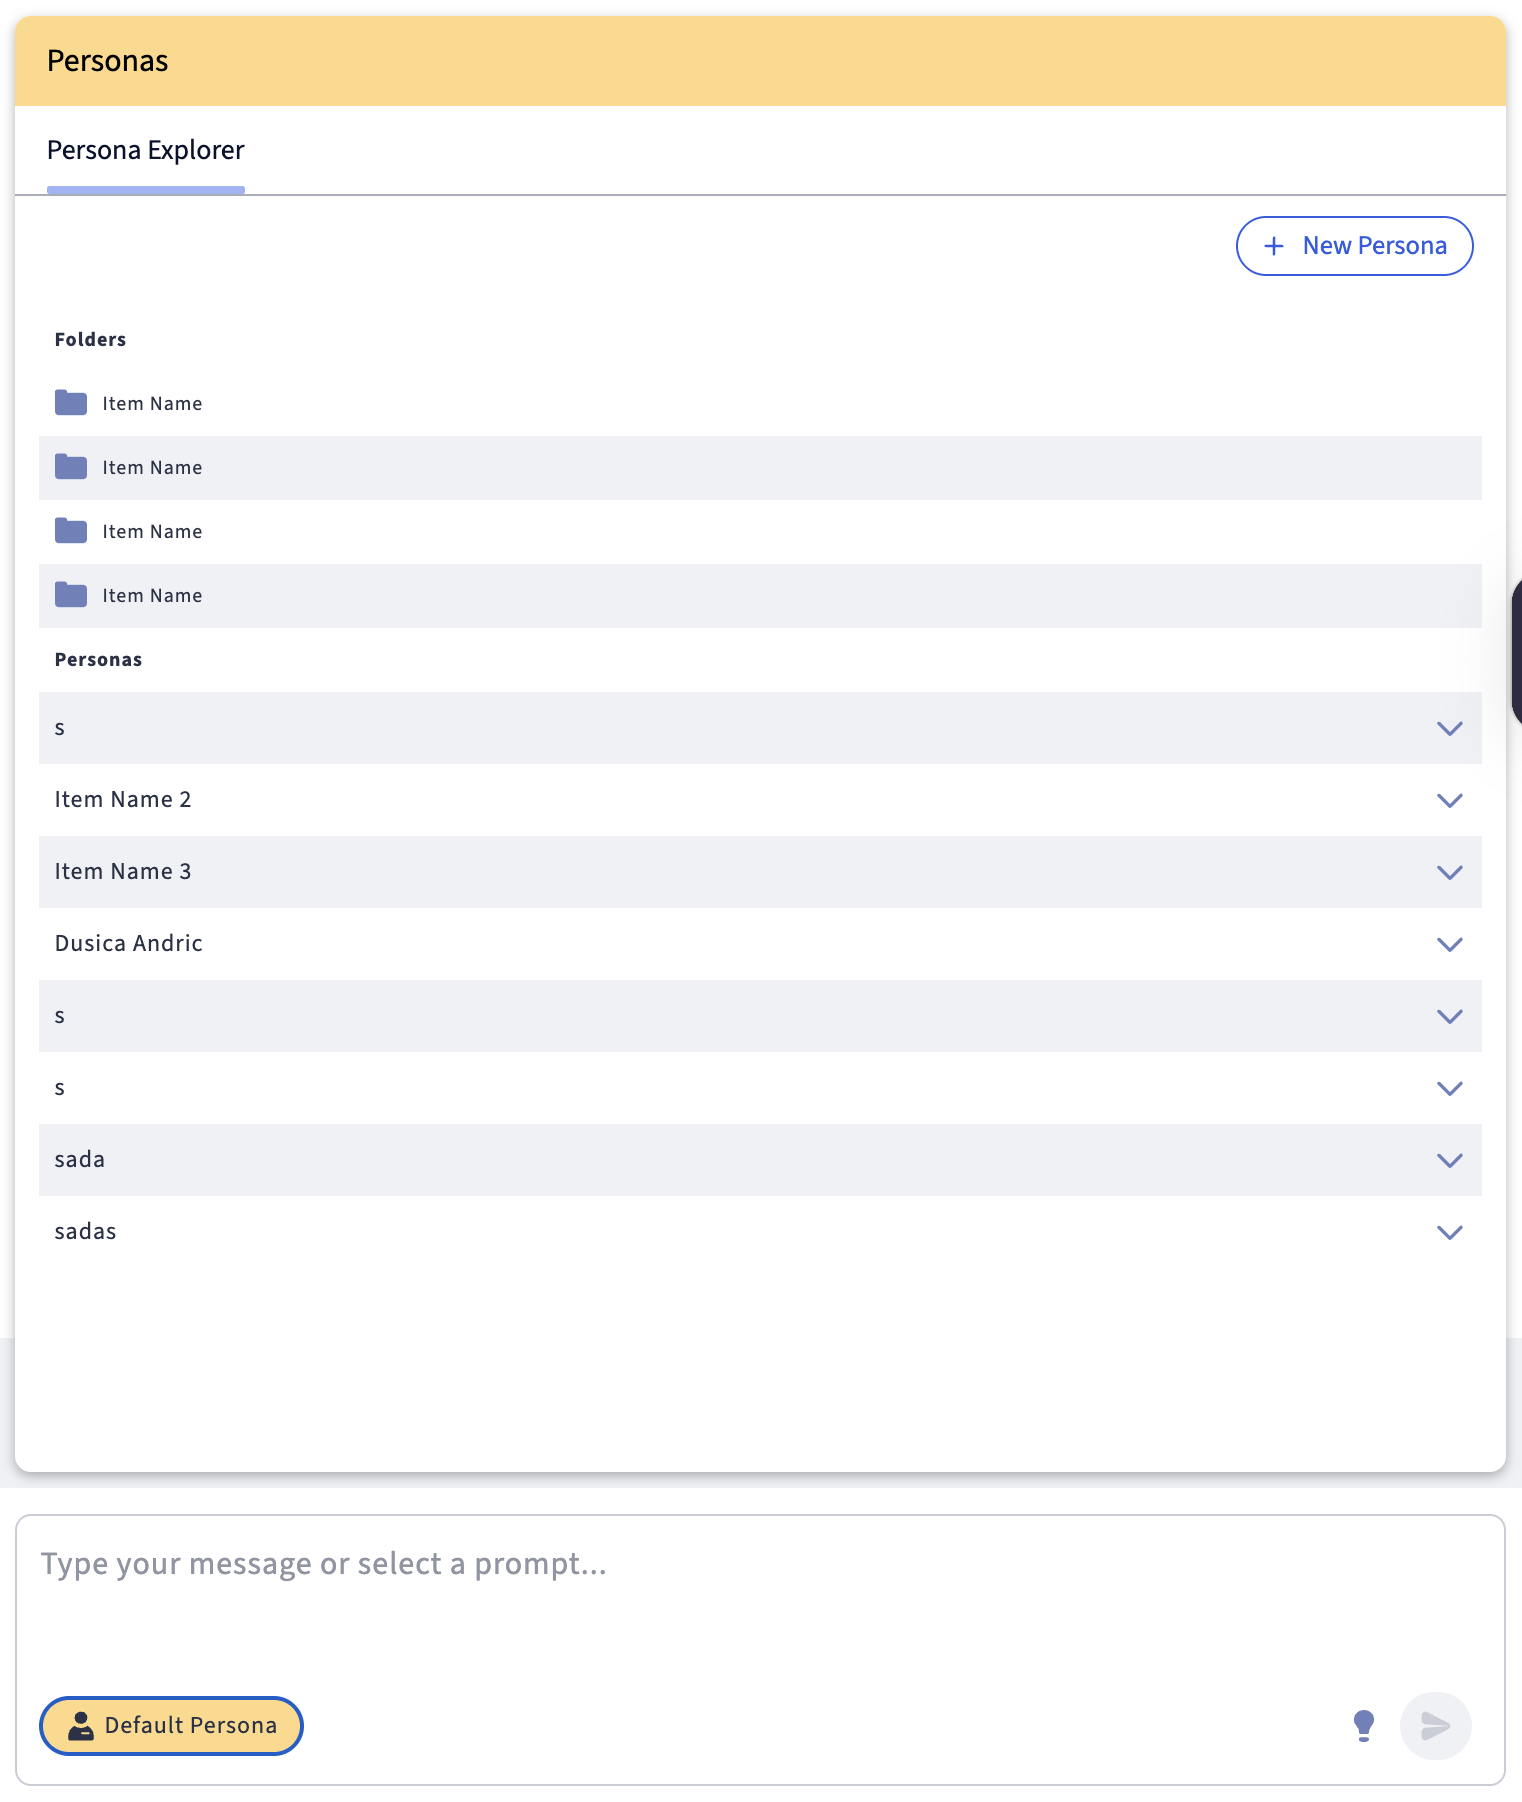 Personas
Persona Explorer
New Persona
Folders
Item Name
Item Name
Item Name
Item Name
Personas
s
Item Name 2
Item Name 3
Dusica Andric
s
s
sada
sadas
Type your message or select a prompt...
Default Persona